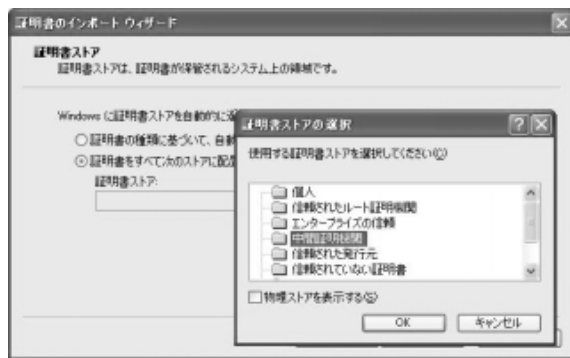 証明書のインポート ウィザード
証明書ストア
証明書ストアは、証明書が保管されるシステム上の領域です。
Windows に証明書ストアを自動的に
証明書の種類に基づいて、自動
証明書をすべて次のストアに配置
証明書ストア:
証明書ストアの選択
使用する証明書ストアを選択してください(C)
個人
信頼されたルート証明機関
エンタープライズの信頼
中間証明機関
信頼された発行元
信頼されていない証明書
物理ストアを表示する(S)
OK
キャンセル